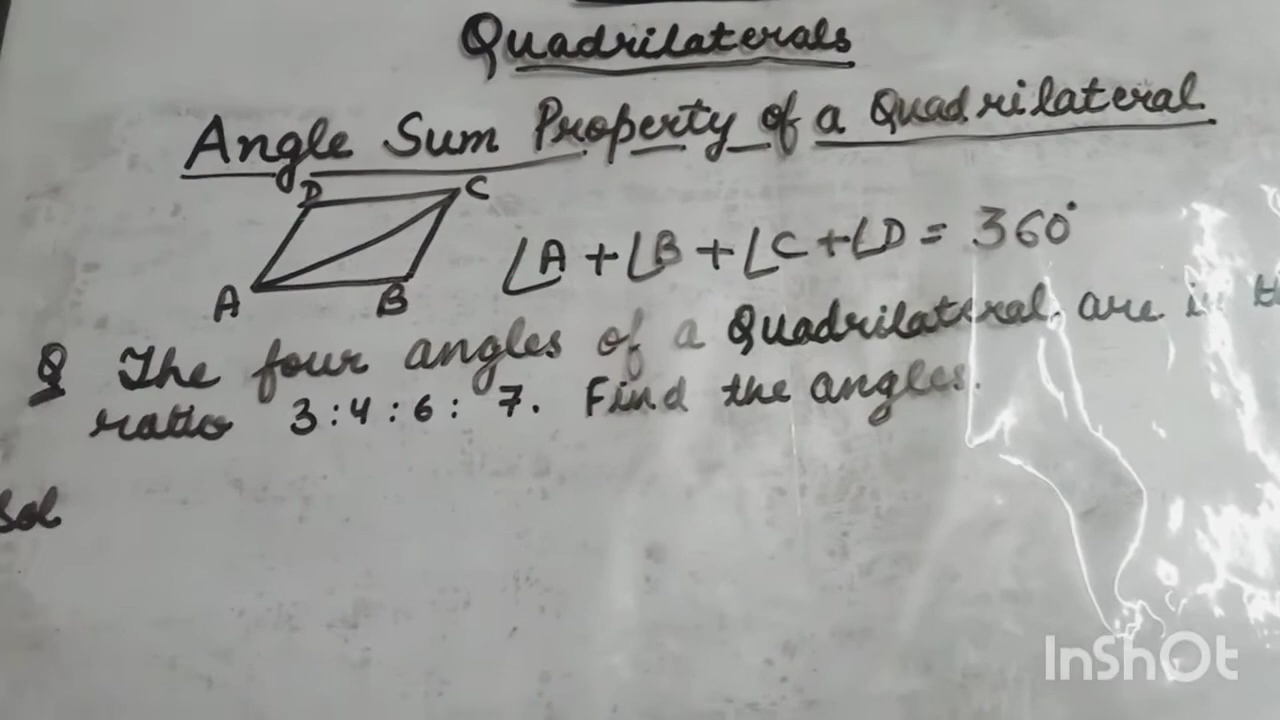 Quadrilaterals
Angle Sum Property of a Quadrilateral
D C
A B
∠A + ∠B + ∠C + ∠D = 360°
Q The four angles of a Quadrilateral are in
ratio 3:4:6: 7. Find the angles.
Sol
InShOt